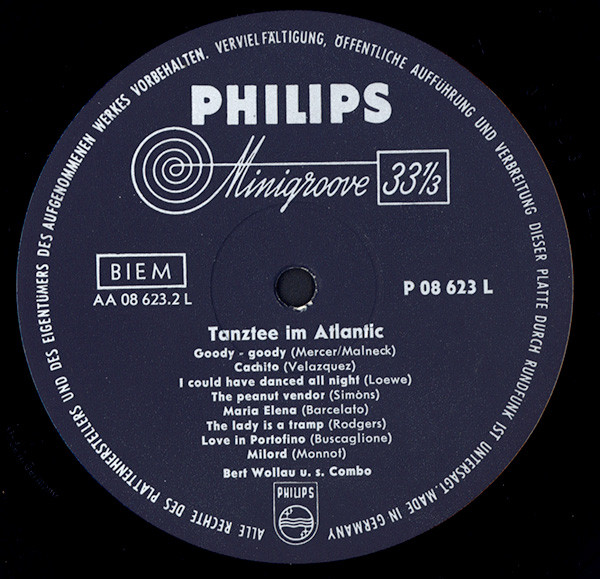 ALLE RECHTE DES PLATTENHERSTELLERS UND DES EIGENTÜMERS DES AUFGENOMMENEN WERKES VORBEHALTEN. VERVIELFÄLTIGUNG, ÖFFENTLICHE AUFFÜHRUNG UND VERBREITUNG DIESER PLATTE DURCH RUNDFUNK IST UNTERSAGT. MADE IN GERMANY
PHILIPS
Minigroove 33 1/3
BIEM
AA 08 623.2 L
P 08 623 L
Tanztee im Atlantic
Goody - goody (Mercer/Malneck)
Cachito (Velazquez)
I could have danced all night (Loewe)
The peanut vendor (Simóns)
Maria Elena (Barcelato)
The lady is a tramp (Rodgers)
Love in Portofino (Buscaglione)
Milord (Monnot)
Bert Wollau u. s. Combo
PHILIPS